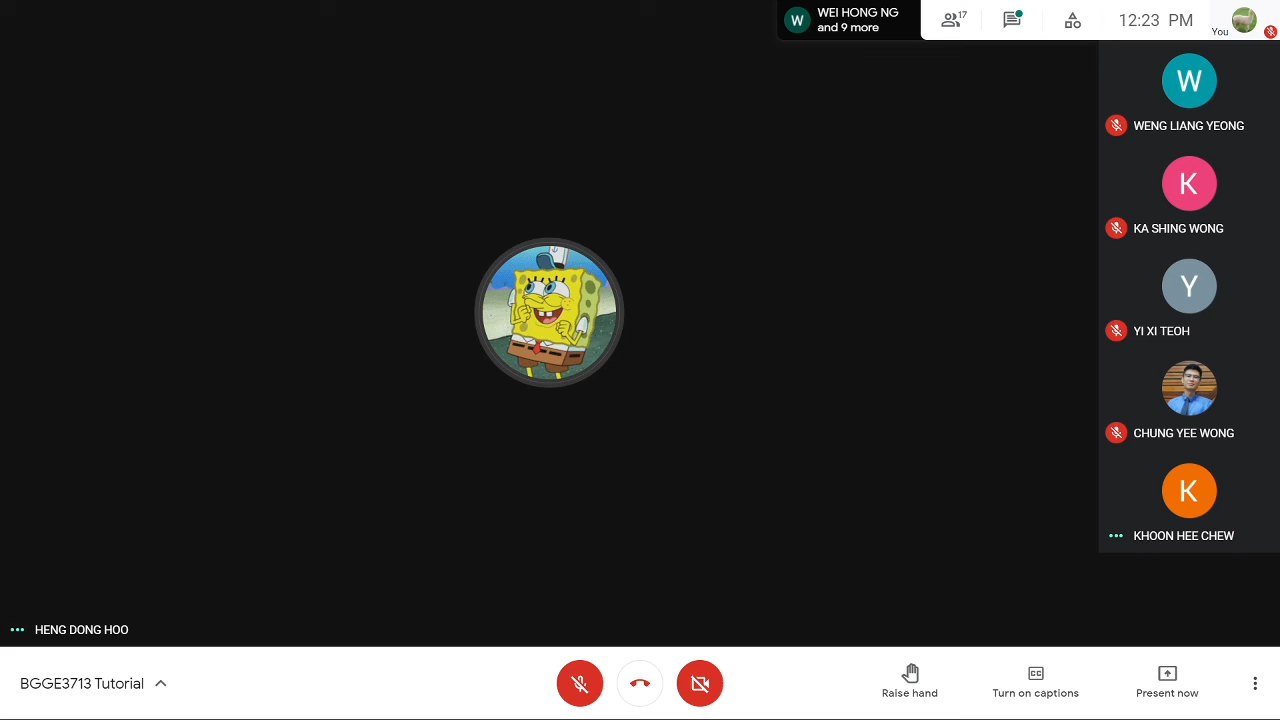 W
WEI HONG NG
and 9 more
17
12:23 PM
You
W
WENG LIANG YEONG
K
KA SHING WONG
Y
YI XI TEOH
CHUNG YEE WONG
K
KHOON HEE CHEW
HENG DONG HOO
BGGE3713 Tutorial
Raise hand
CC
Turn on captions
Present now